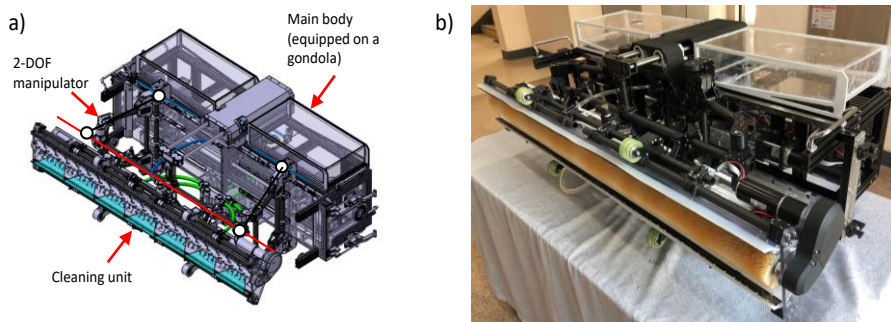 a)
2-DOF
manipulator
Main body
(equipped on a
gondola)
Cleaning unit
b)